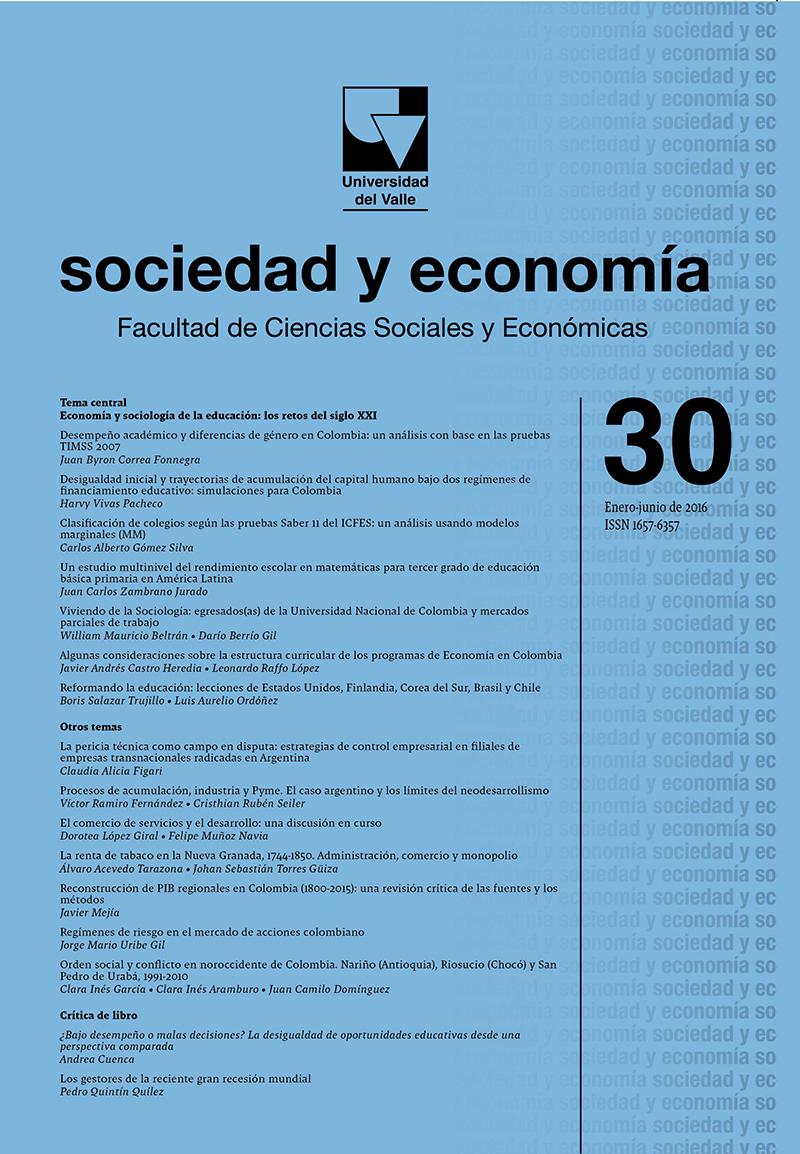 Universidad
del Valle
sociedad y economía
Facultad de Ciencias Sociales y Económicas
Tema central
Economía y sociología de la educación: los retos del siglo XXI
Desempeño académico y diferencias de género en Colombia: un análisis con base en las pruebas
TIMSS 2007
Juan Byron Correa Fonnegra
Desigualdad inicial y trayectorias de acumulación del capital humano bajo dos regímenes de
financiamiento educativo: simulaciones para Colombia
Harvy Vivas Pacheco
Clasificación de colegios según las pruebas Saber 11 del ICFES: un análisis usando modelos
marginales (MM)
Carlos Alberto Gómez Silva
Un estudio multinivel del rendimiento escolar en matemáticas para tercer grado de educación
básica primaria en América Latina
Juan Carlos Zambrano Jurado
Viviendo de la Sociología: egresados(as) de la Universidad Nacional de Colombia y mercados
parciales de trabajo
William Mauricio Beltrán • Darío Berrío Gil
Algunas consideraciones sobre la estructura curricular de los programas de Economía en Colombia
Javier Andrés Castro Heredia • Leonardo Raffo López
Reformando la educación: lecciones de Estados Unidos, Finlandia, Corea del Sur, Brasil y Chile
Boris Salazar Trujillo • Luis Aurelio Ordóñez
Otros temas
La pericia técnica como campo en disputa: estrategias de control empresarial en filiales de
empresas transnacionales radicadas en Argentina
Claudia Alicia Figari
Procesos de acumulación, industria y Pyme. El caso argentino y los límites del neodesarrollismo
Víctor Ramiro Fernández • Cristhian Rubén Seiler
El comercio de servicios y el desarrollo: una discusión en curso
Dorotea López Giral • Felipe Muñoz Navia
La renta de tabaco en la Nueva Granada, 1744-1850. Administración, comercio y monopolio
Álvaro Acevedo Tarazona • Johan Sebastián Torres Güiza
Reconstrucción de PIB regionales en Colombia (1800-2015): una revisión crítica de las fuentes y los
métodos
Javier Mejía
Regímenes de riesgo en el mercado de acciones colombiano
Jorge Mario Uribe Gil
Orden social y conflicto en noroccidente de Colombia. Nariño (Antioquia), Riosucio (Chocó) y San
Pedro de Urabá, 1991-2010
Clara Inés García • Clara Inés Aramburo • Juan Camilo Domínguez
Crítica de libro
¿Bajo desempeño o malas decisiones? La desigualdad de oportunidades educativas desde una
perspectiva comparada
Andrea Cuenca
Los gestores de la reciente gran recesión mundial
Pedro Quintín Quílez
30
Enero-junio de 2016
ISSN 1657-6357